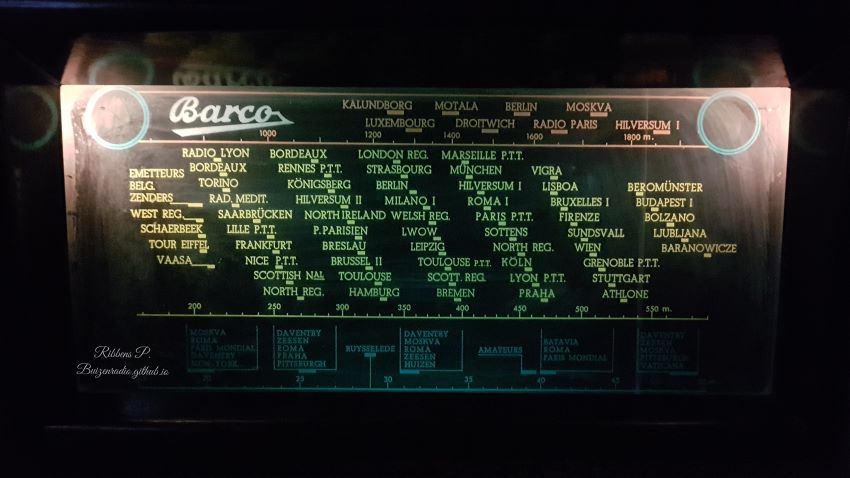 Barco
KALUNDBORG MOTALA BERLIN MOSKVA
LUXEMBOURG DROITWICH RADIO PARIS HILVERSUM I
1000 1200 1400 1600 1800 m.
RADIO LYON BORDEAUX LONDON REG. MARSEILLE P.T.T.
EMETTEURS BORDEAUX RENNES P.T.T. STRASBOURG MÜNCHEN VIGRA
BELG. TORINO KÖNIGSBERG BERLIN HILVERSUM I LISBOA BEROMÜNSTER
ZENDERS RAD. MEDIT. HILVERSUM II MILANO I ROMA I BRUXELLES I BUDAPEST I
WEST REG. SAARBRÜCKEN NORTH IRELAND WELSH REG. PARIS P.T.T. FIRENZE BOLZANO
SCHAERBEEK LILLE P.T.T. P.PARISIEN LWOW SOTTENS SUNDSVALL LJUBLJANA
TOUR EIFFEL FRANKFURT BRESLAU LEIPZIG NORTH REG. WIEN BARANOWICZE
VAASA NICE P.T.T. BRUSSEL II TOULOUSE P.T.T. KÖLN GRENOBLE P.T.T.
SCOTTISH NAL TOULOUSE SCOTT. REG. LYON P.T.T. STUTTGART
NORTH REG. HAMBURG BREMEN PRAHA ATHLONE
200 250 300 350 400 450 500 550 m.
MOSKVA DAVENTRY DAVENTRY BATAVIA DAVENTRY
ROMA ZEESEN RUYSSELEDE MOSKVA AMATEURS ROMA ZEESEN
PARIS MONDIAL ROMA ROMA PARIS MONDIAL MOSKVA
DAVENTRY PRAHA ZEESEN PITTSBURGH
NEW-YORK PITTSBURGH HUIZEN VATICANA
20 25 30 35 40 45
Ribbens P.
Buizenradio.github.io